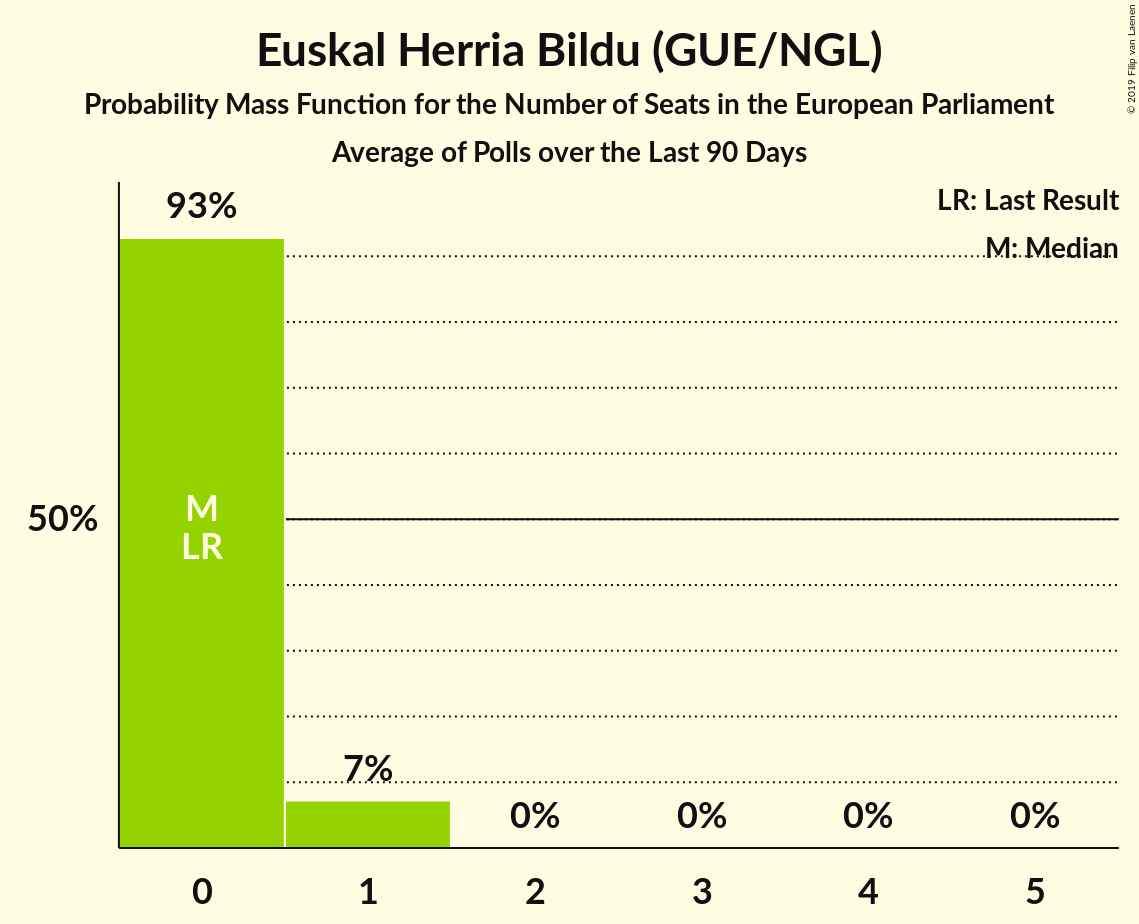 Euskal Herria Bildu (GUE/NGL)
Probability Mass Function for the Number of Seats in the European Parliament
Average of Polls over the Last 90 Days
© 2019 Filip van Laenen
LR: Last Result
M: Median
93%
50%
M
LR
7%
0%
0%
0%
0%
0
1
2
3
4
5